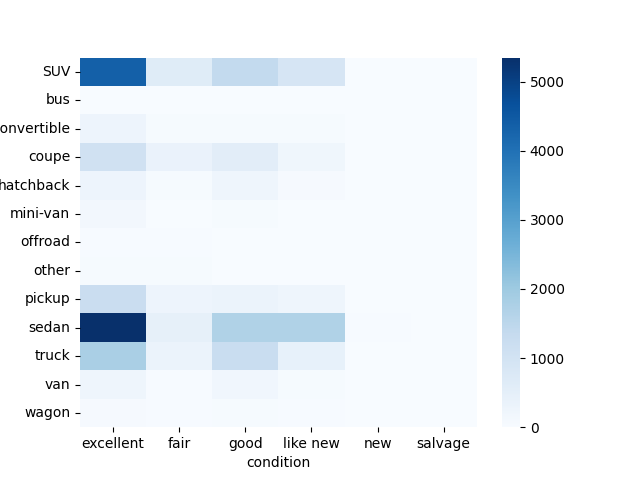 SUV
bus
onvertible
coupe
hatchback
mini-van
offroad
other
pickup
sedan
truck
van
wagon
excellent fair good like new new salvage
condition
5000
4000
3000
2000
1000
0